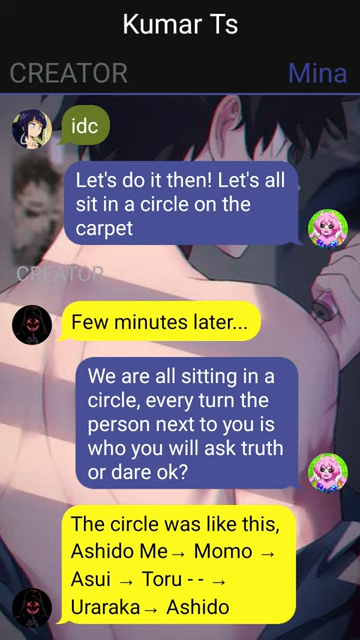 Kumar Ts
CREATOR
Mina
idc
Let's do it then! Let's all
sit in a circle on the
carpet
CREATOR
Few minutes later...
We are all sitting in a
circle, every turn the
person next to you is
who you will ask truth
or dare ok?
The circle was like this,
Ashido Me→ Momo →
Asui → Toru - - →
Uraraka→ Ashido